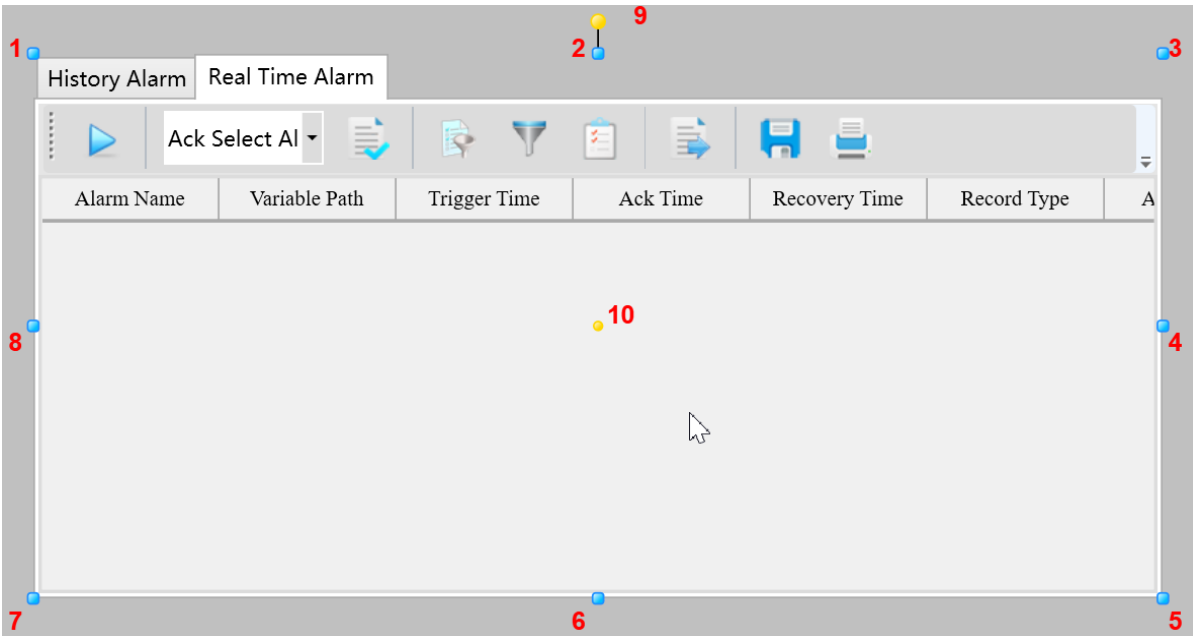 9
1 2 3
History Alarm Real Time Alarm
Ack Select Al
Alarm Name Variable Path Trigger Time Ack Time Recovery Time Record Type A
10
8 4
7 6 5